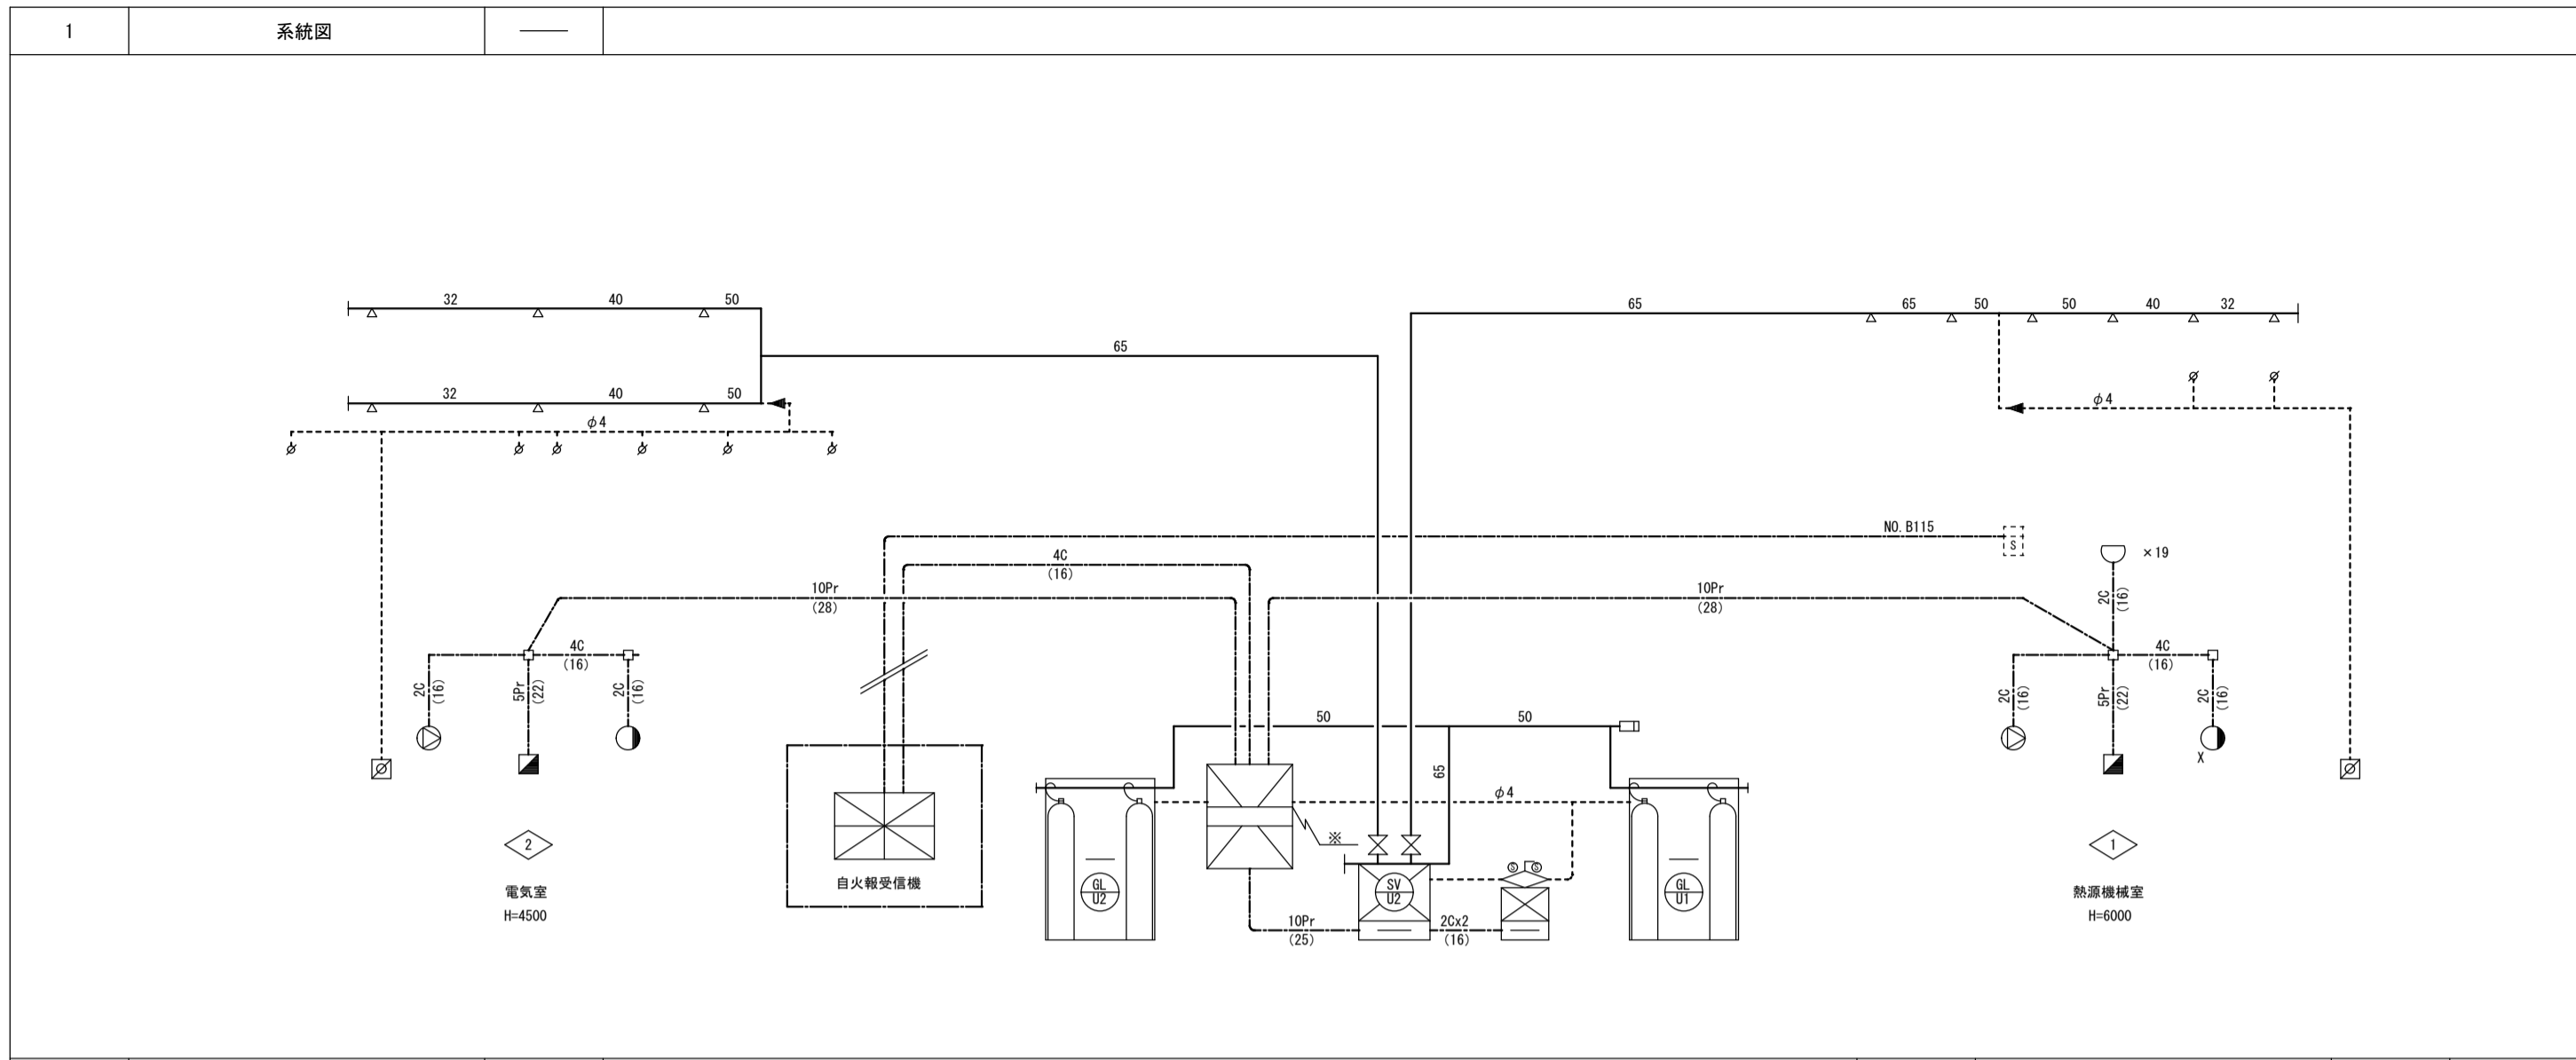 1
系統図
32 40 50
65
65 50 50 40 32
65
32 40 50
φ4
φ4
NO. B115
S
×19
4C
(16)
10Pr
(28)
10Pr
(28)
2C
(16)
4C
(16)
4C
(16)
2C
(16)
5Pr
(22)
2C
(16)
2C
(16)
5Pr
(22)
2C
(16)
X
50 50
65
φ4
※
2
電気室
H=4500
自火報受信機
GL
U2
SV
U2
S S
GL
U1
10Pr
(25)
2Cx2
(16)
1
熱源機械室
H=6000